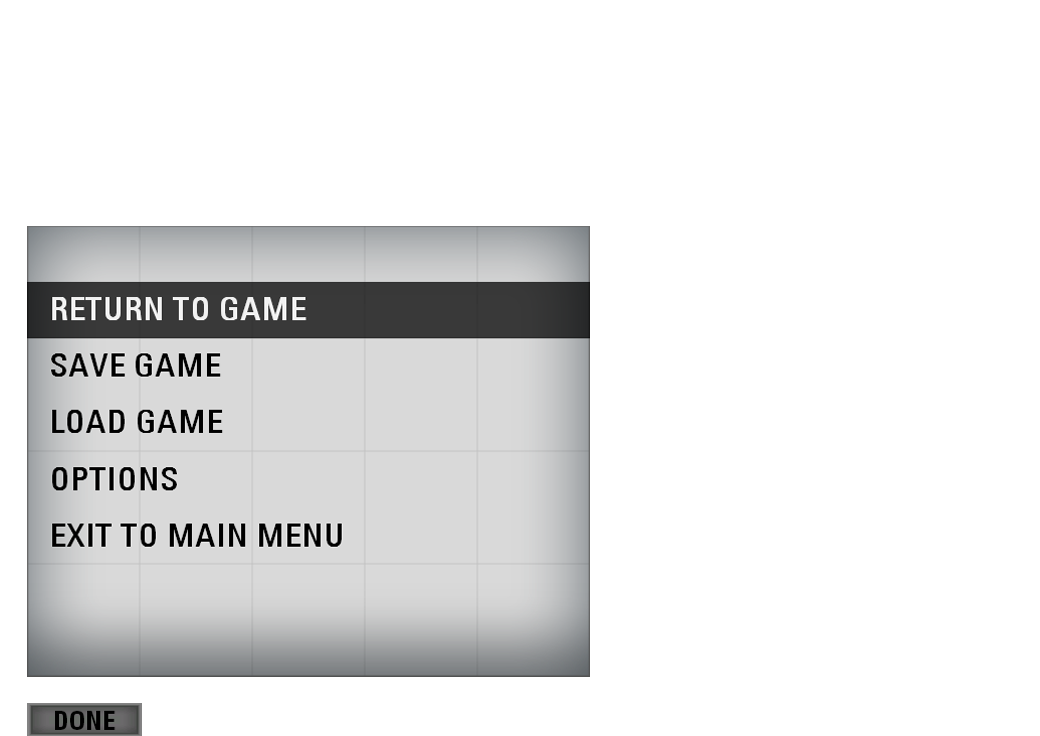 RETURN TO GAME
SAVE GAME
LOAD GAME
OPTIONS
EXIT TO MAIN MENU
DONE